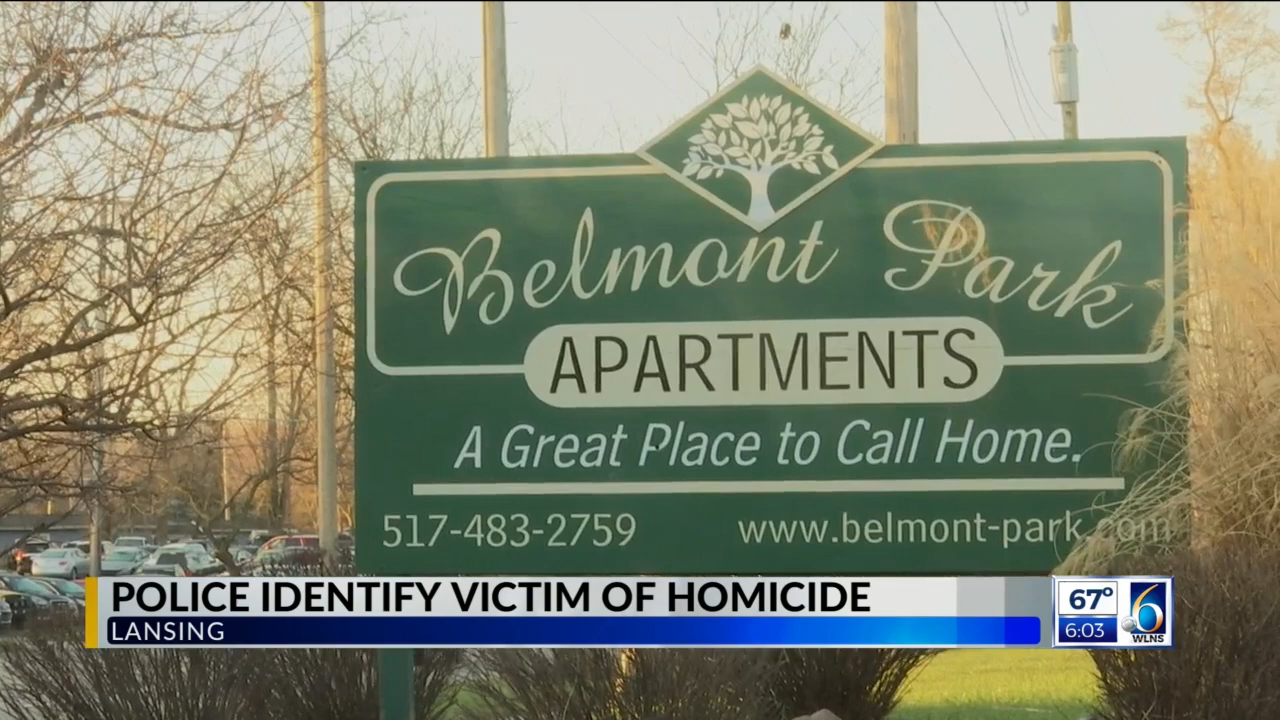 Belmont Park
APARTMENTS
A Great Place to Call Home.
517-483-2759 www.belmont-park.com
POLICE IDENTIFY VICTIM OF HOMICIDE
LANSING
67°
6:03
6
WLNS